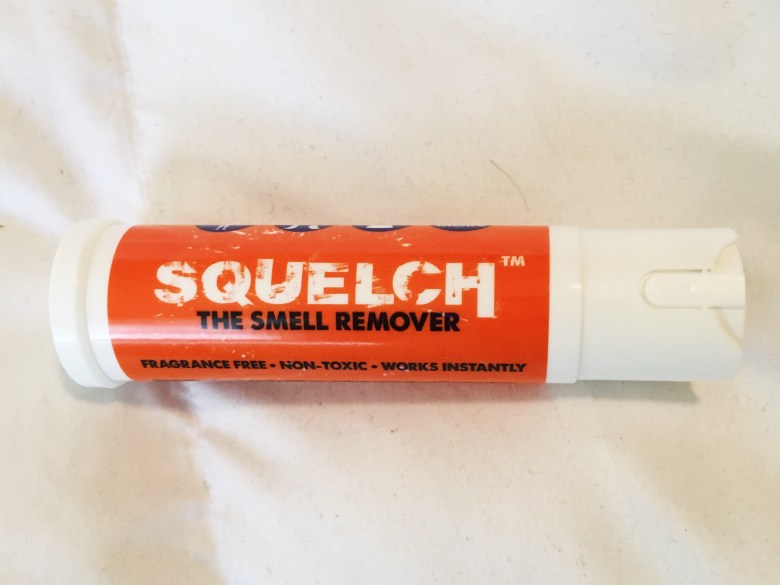 SQUELCH™
THE SMELL REMOVER
FRAGRANCE FREE • NON-TOXIC • WORKS INSTANTLY